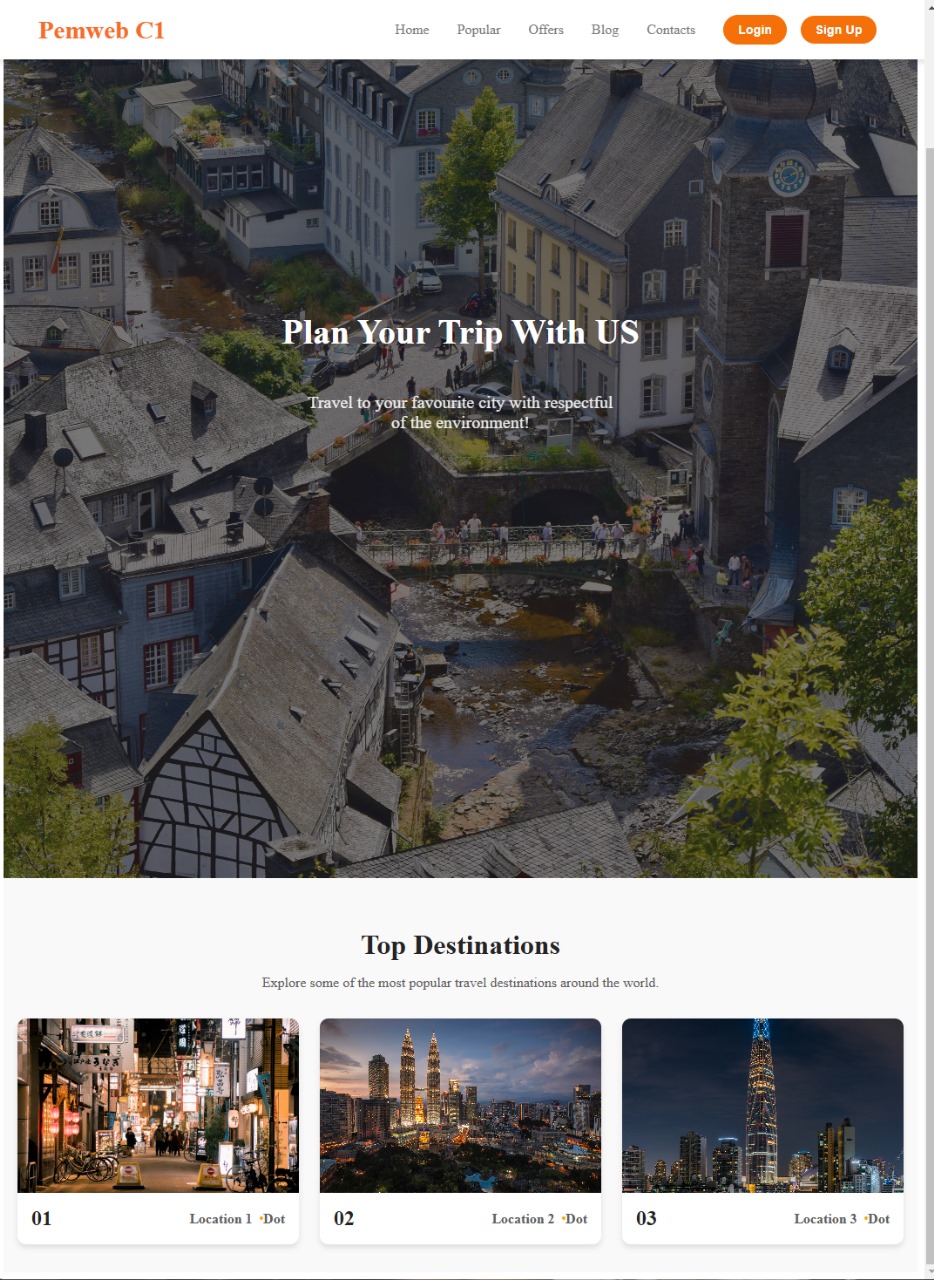 Pemweb C1
Home Popular Offers Blog Contacts Login Sign Up
Plan Your Trip With US
Travel to your favourite city with respectful
of the environment!
Top Destinations
Explore some of the most popular travel destinations around the world.
01 Location 1 •Dot
02 Location 2 •Dot
03 Location 3 •Dot